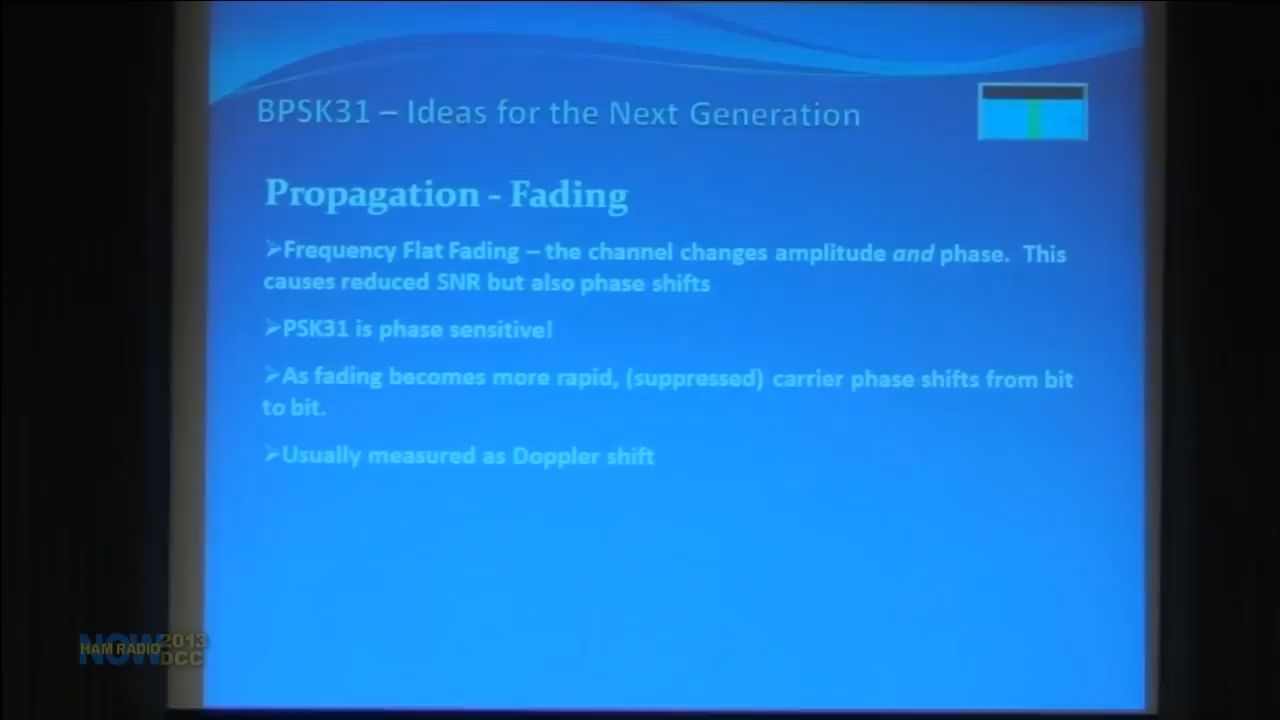 BPSK31 – Ideas for the Next Generation
Propagation - Fading
➢Frequency Flat Fading – the channel changes amplitude and phase.  This
causes reduced SNR but also phase shifts
➢PSK31 is phase sensitive!
➢As fading becomes more rapid, (suppressed) carrier phase shifts from bit
to bit.
➢Usually measured as Doppler shift
HAM RADIO NOW 2013
DCC